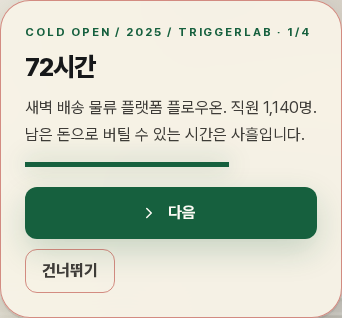 COLD OPEN / 2025 / TRIGGERLAB · 1/4
72시간
새벽 배송 물류 플랫폼 플로우온. 직원 1,140명.
남은 돈으로 버틸 수 있는 시간은 사흘입니다.
다음
건너뛰기